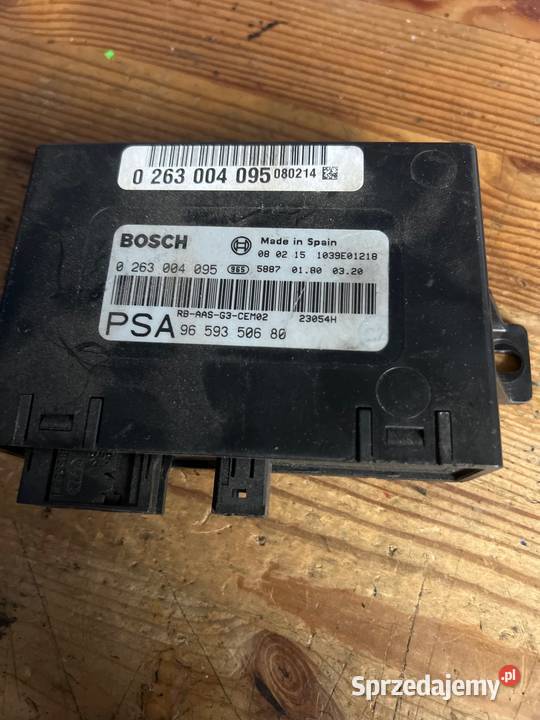 0 263 004 095 080214
BOSCH Made in Spain
08 02 15 1039E01218
0 263 004 095 965 5887 01.80 03.20
RB-AAS-G3-CEM02 23054H
PSA 96 593 506 80
Sprzedajemy.pl